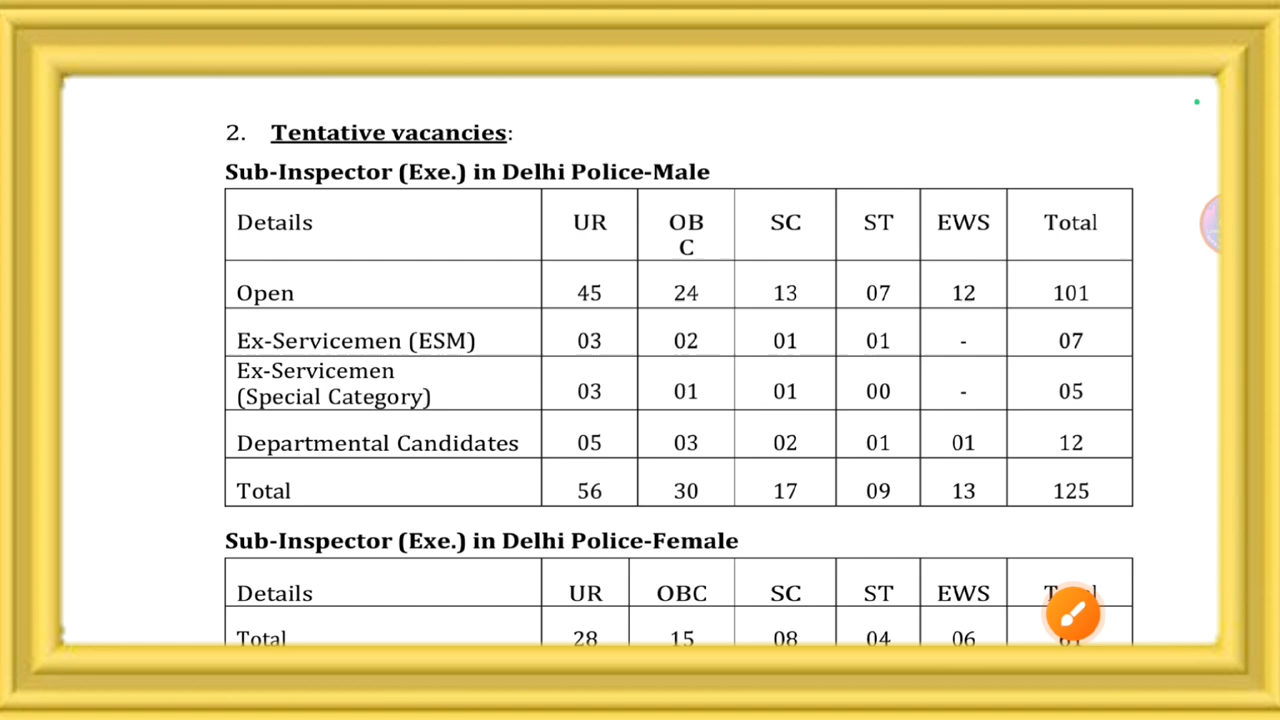 2. Tentative vacancies:
Sub-Inspector (Exe.) in Delhi Police-Male
Details UR OB C SC ST EWS Total
Open 45 24 13 07 12 101
Ex-Servicemen (ESM) 03 02 01 01 - 07
Ex-Servicemen
(Special Category) 03 01 01 00 - 05
Departmental Candidates 05 03 02 01 01 12
Total 56 30 17 09 13 125
Sub-Inspector (Exe.) in Delhi Police-Female
Details UR OBC SC ST EWS
Total 28 15 08 04 06